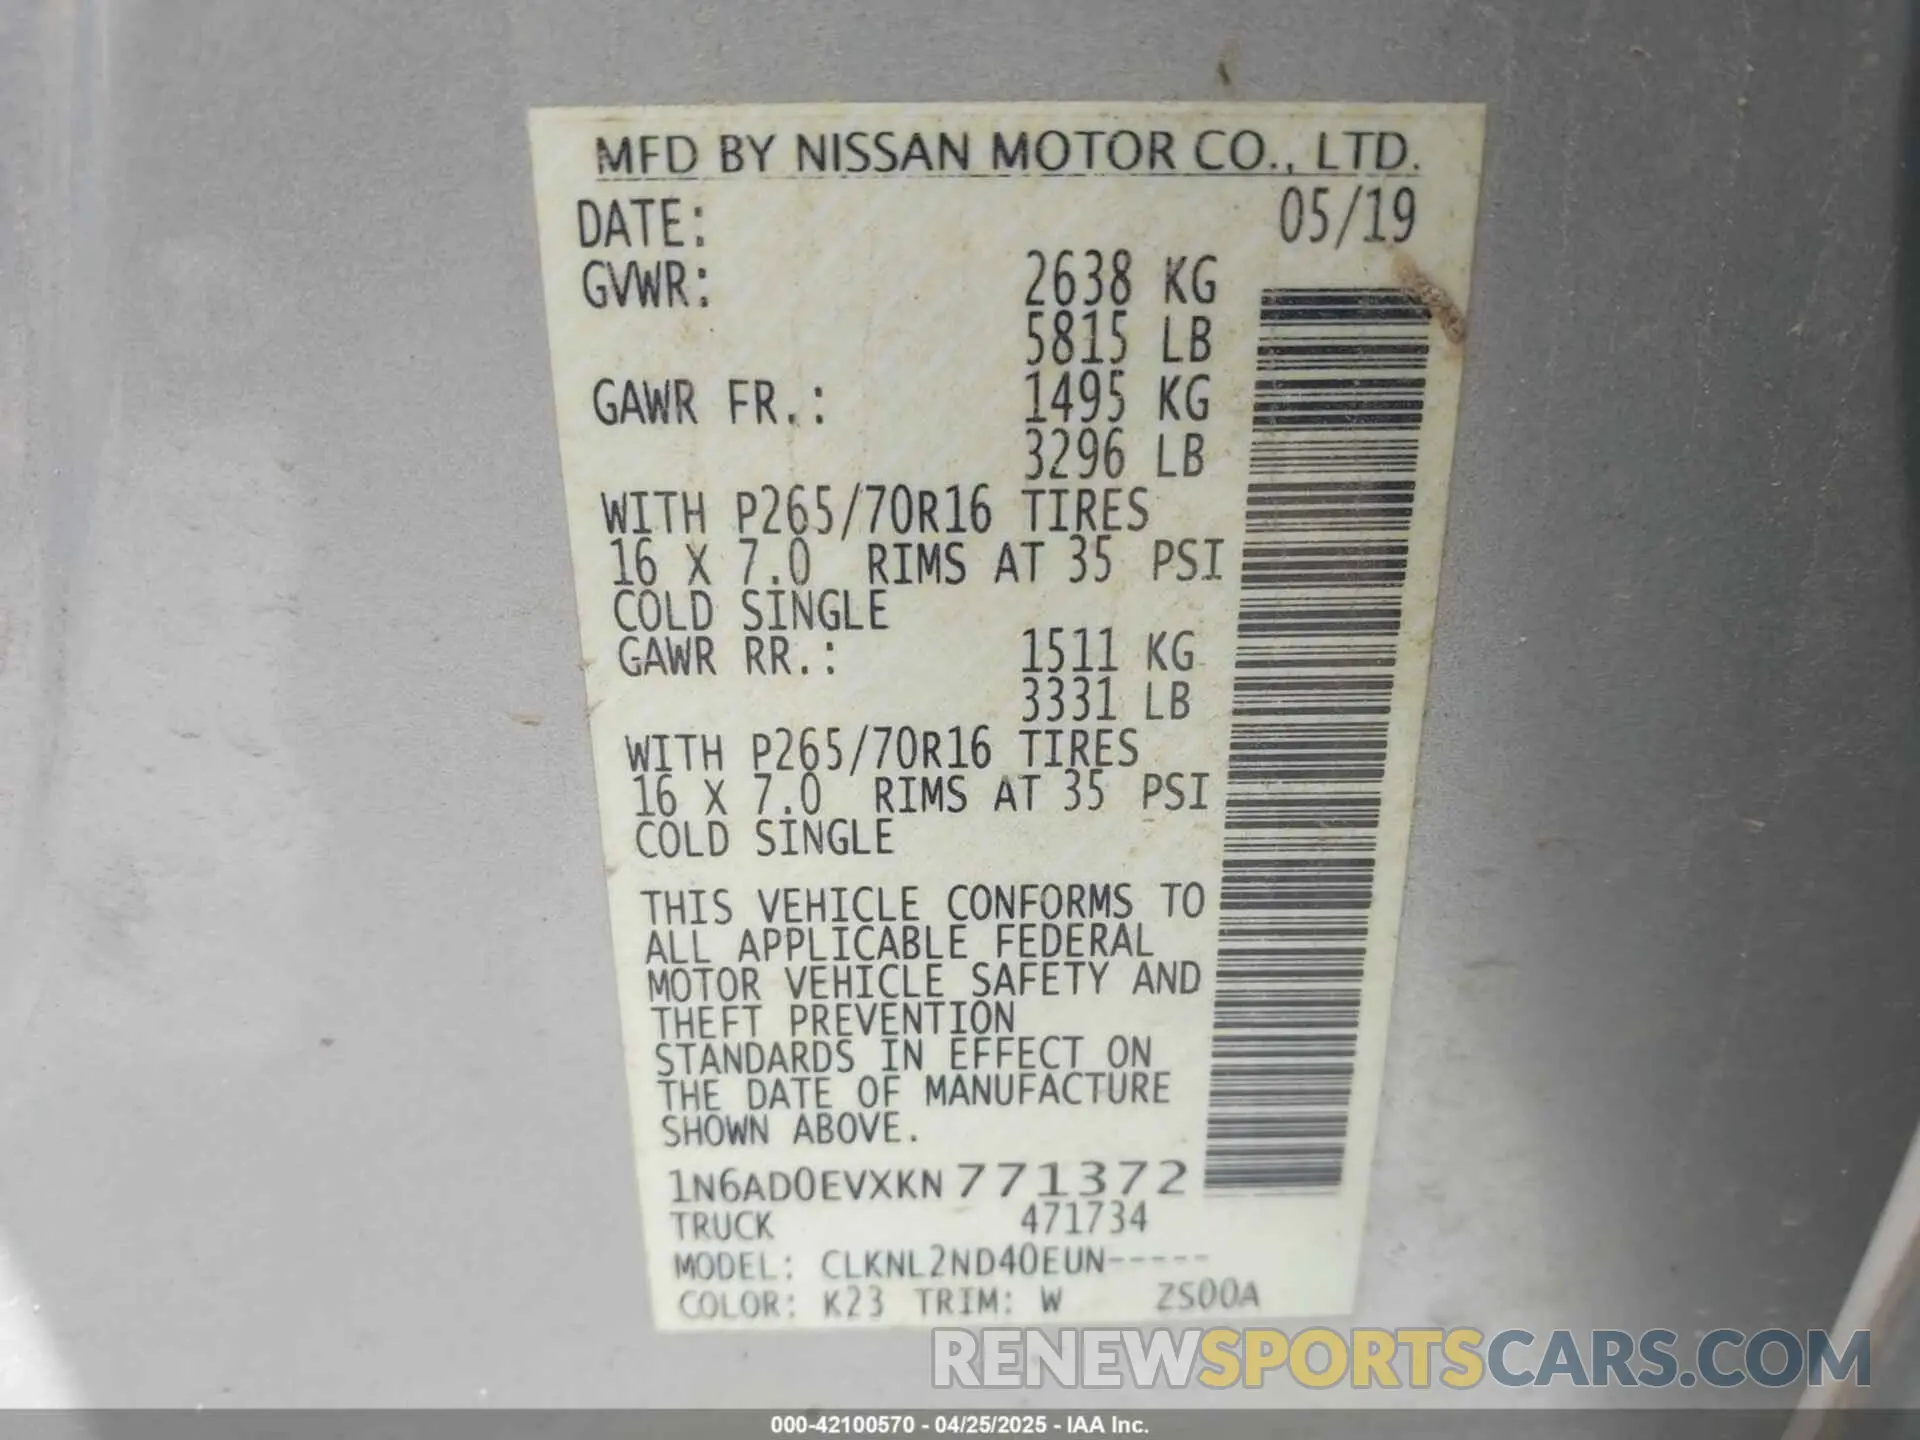 MFD BY NISSAN MOTOR CO., LTD.
DATE: 05/19
GVWR: 2638 KG
5815 LB
GAWR FR.: 1495 KG
3296 LB
WITH P265/70R16 TIRES
16 X 7.0 RIMS AT 35 PSI
COLD SINGLE
GAWR RR.: 1511 KG
3331 LB
WITH P265/70R16 TIRES
16 X 7.0 RIMS AT 35 PSI
COLD SINGLE
THIS VEHICLE CONFORMS TO
ALL APPLICABLE FEDERAL
MOTOR VEHICLE SAFETY AND
THEFT PREVENTION
STANDARDS IN EFFECT ON
THE DATE OF MANUFACTURE
SHOWN ABOVE.
1N6AD0EVXKN771372
TRUCK 471734
MODEL: CLKNL2ND40EUN-----
COLOR: K23 TRIM: W ZS00A
RENEWSPORTSCARS.COM
000-42100570 - 04/25/2025 - IAA Inc.